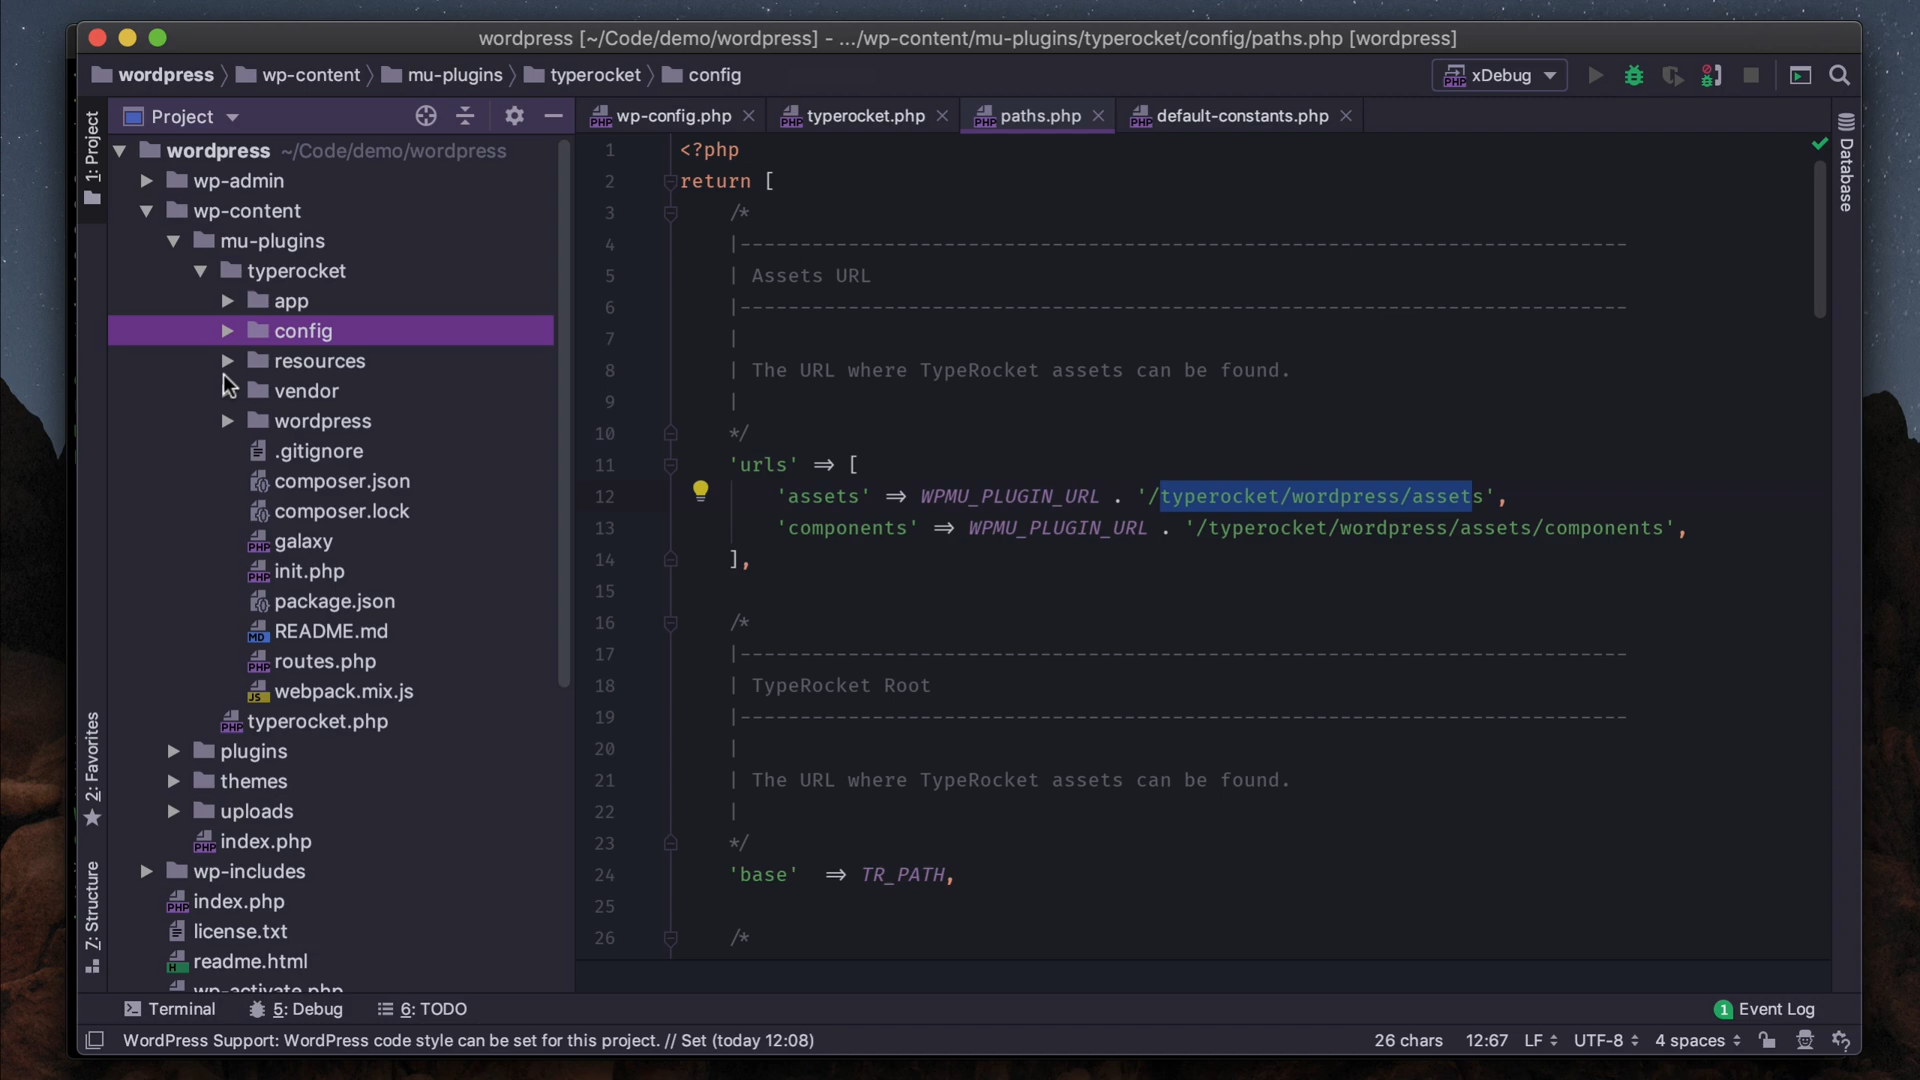 wordpress [~/Code/demo/wordpress] - .../wp-content/mu-plugins/typerocket/config/paths.php [wordpress]
wordpress wp-content mu-plugins typerocket config
PHP xDebug
Project
wp-config.php typerocket.php paths.php default-constants.php
1: Project
2: Favorites
Z: Structure
wordpress ~/Code/demo/wordpress
wp-admin
wp-content
mu-plugins
typerocket
app
config
resources
vendor
wordpress
.gitignore
composer.json
composer.lock
galaxy
init.php
package.json
README.md
routes.php
webpack.mix.js
typerocket.php
plugins
themes
uploads
index.php
wp-includes
index.php
license.txt
readme.html
wp-activate.php
1 <?php
2 return [
3 /*
4 |--------------------------------------------------------------------------
5 | Assets URL
6 |--------------------------------------------------------------------------
7 |
8 | The URL where TypeRocket assets can be found.
9 |
10 */
11 'urls' => [
12 'assets' => WPMU_PLUGIN_URL . '/typerocket/wordpress/assets',
13 'components' => WPMU_PLUGIN_URL . '/typerocket/wordpress/assets/components',
14 ],
15
16 /*
17 |--------------------------------------------------------------------------
18 | TypeRocket Root
19 |--------------------------------------------------------------------------
20 |
21 | The URL where TypeRocket assets can be found.
22 |
23 */
24 'base' => TR_PATH,
25
26 /*
Database
Terminal 5: Debug 6: TODO
1 Event Log
WordPress Support: WordPress code style can be set for this project. // Set (today 12:08)
26 chars 12:67 LF UTF-8 4 spaces